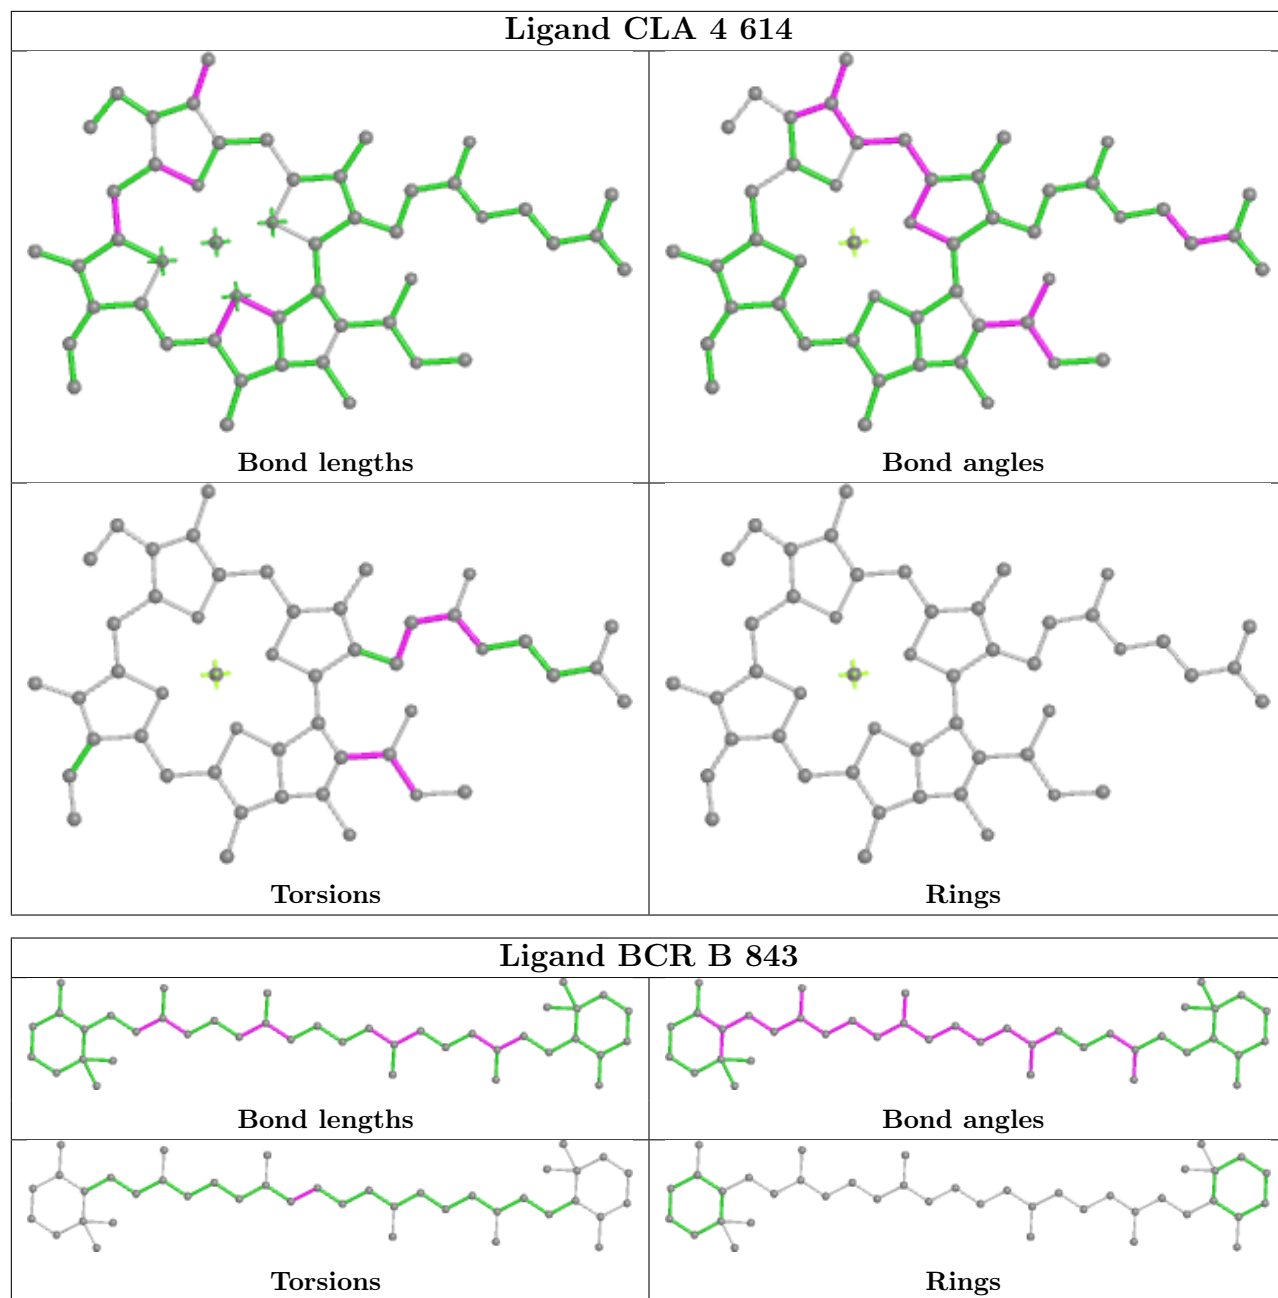 Ligand CLA 4 614
Bond lengths
Bond angles
Torsions
Rings
Ligand BCR B 843
Bond lengths
Bond angles
Torsions
Rings